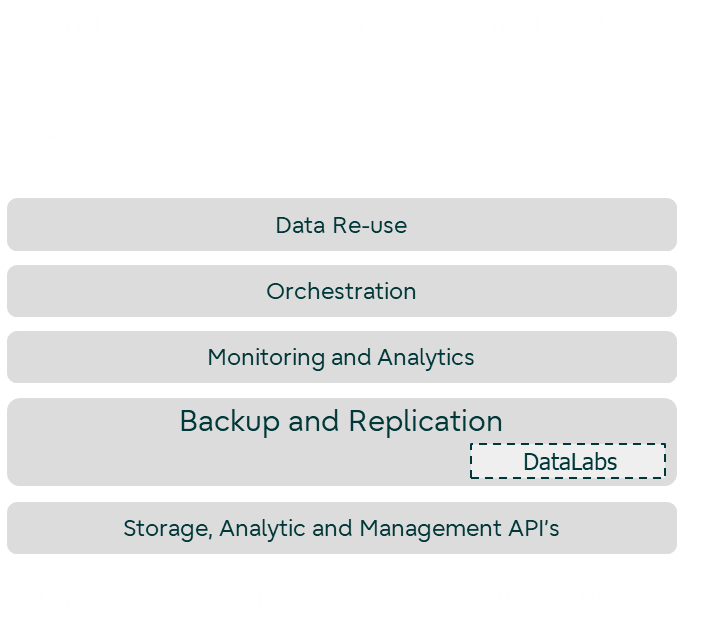 Data Re-use
Orchestration
Monitoring and Analytics
Backup and Replication
DataLabs
Storage, Analytic and Management API's